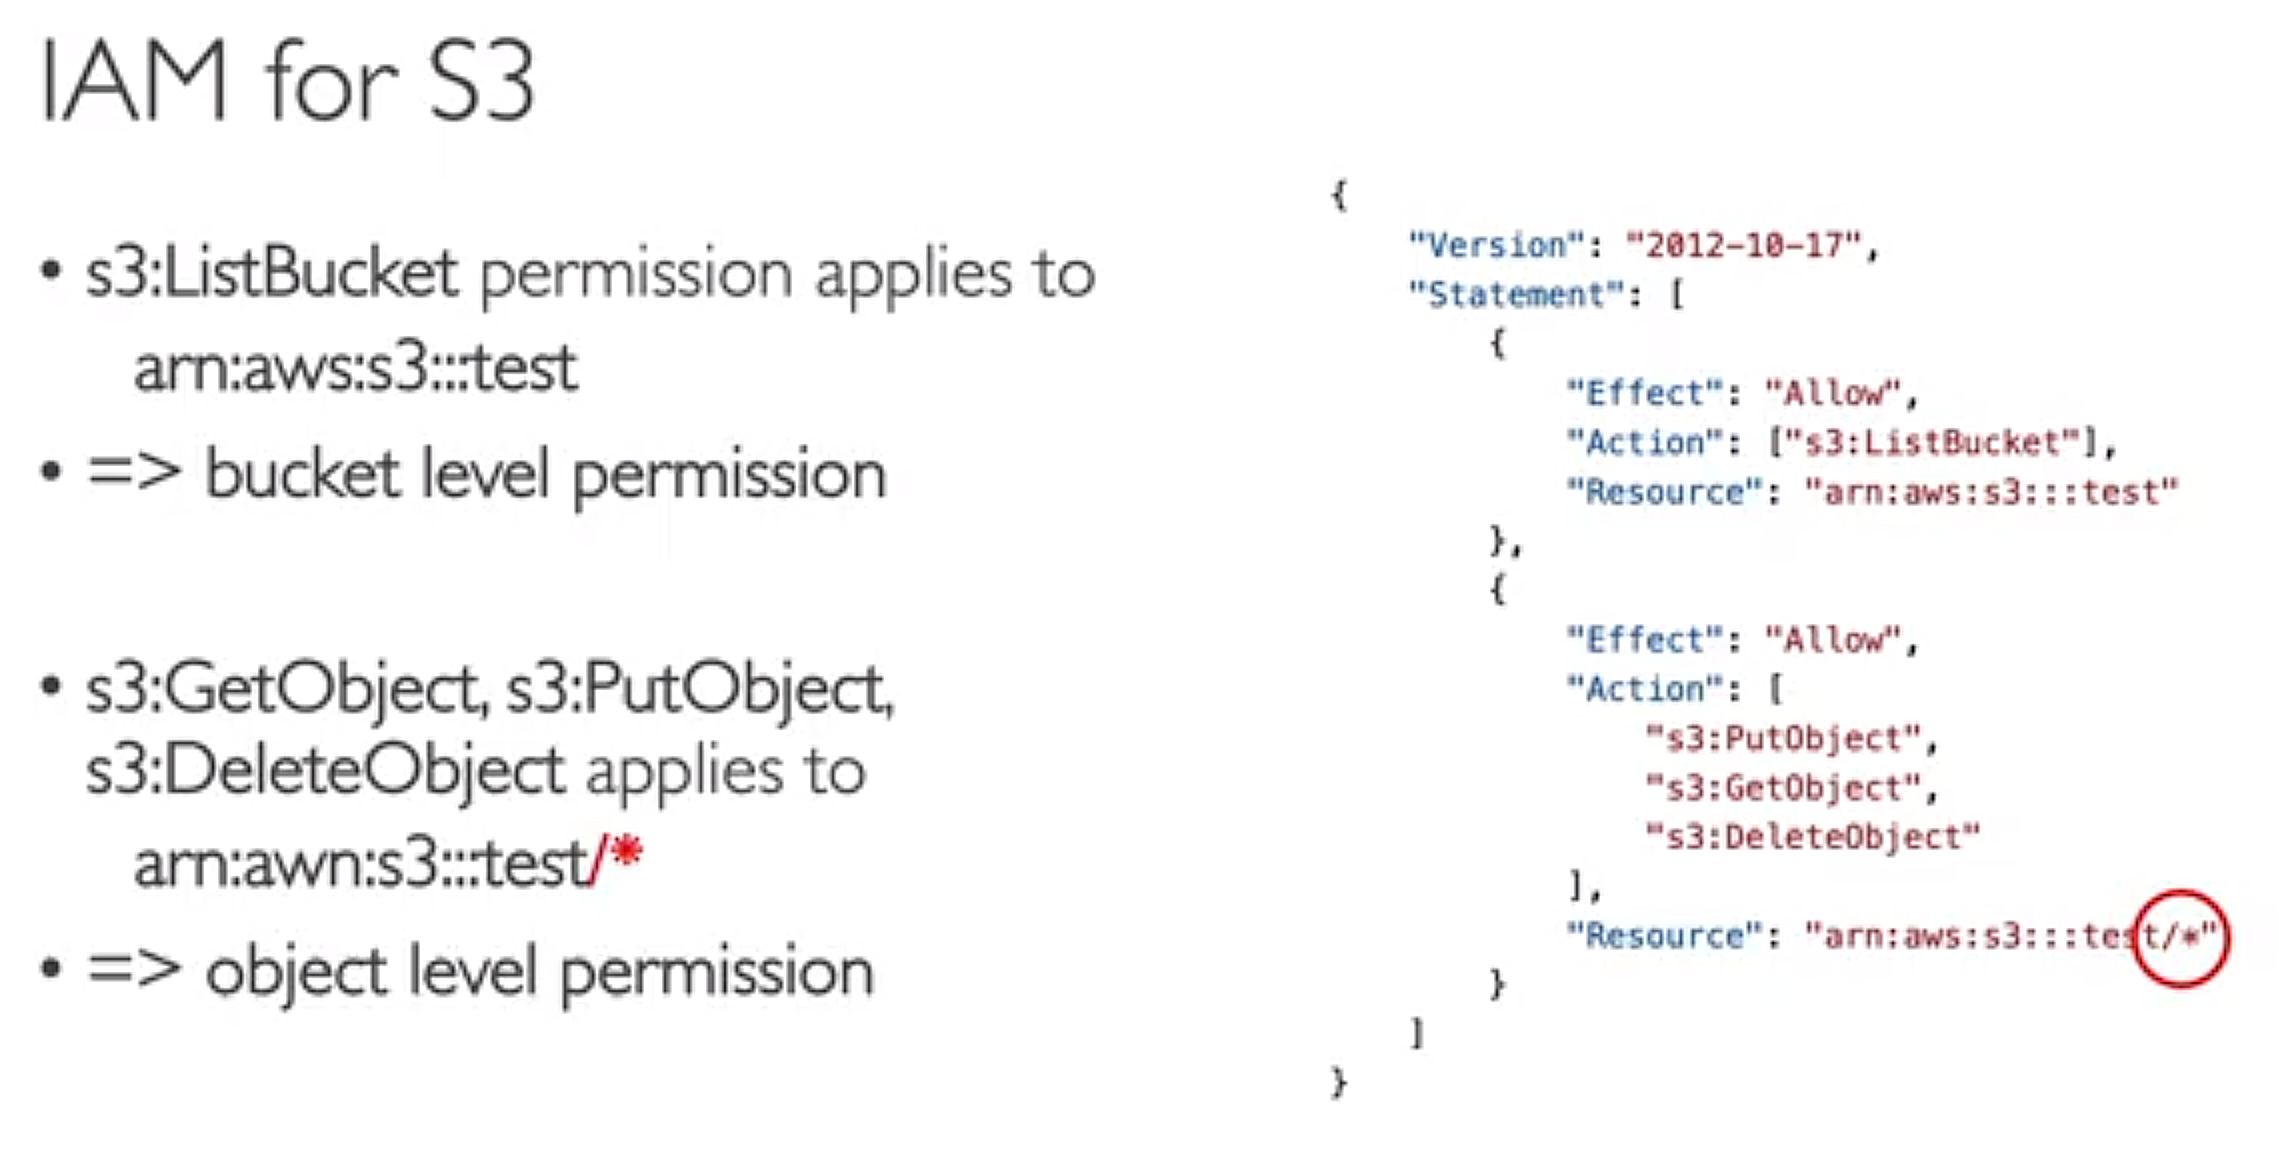 IAM for S3
• s3:ListBucket permission applies to
arn:aws:s3:::test
• => bucket level permission
• s3:GetObject, s3:PutObject,
s3:DeleteObject applies to
arn:awn:s3:::test/*
• => object level permission
{
"Version": "2012-10-17",
"Statement": [
{
"Effect": "Allow",
"Action": ["s3:ListBucket"],
"Resource": "arn:aws:s3:::test"
},
{
"Effect": "Allow",
"Action": [
"s3:PutObject",
"s3:GetObject",
"s3:DeleteObject"
],
"Resource": "arn:aws:s3:::test/*"
}
]
}